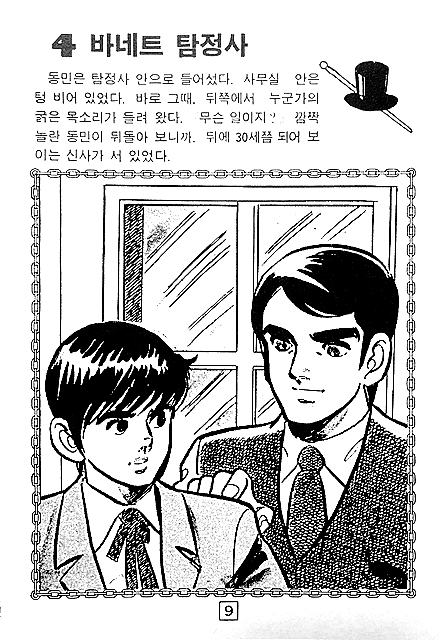 4 바네트 탐정사
동민은 탐정사 안으로 들어섰다. 사무실 안은
텅 비어 있었다. 바로 그때. 뒤쪽에서 누군가의
굵은 목소리가 들려 왔다. 무슨 일이지? 깜짝
놀란 동민이 뒤돌아 보니까. 뒤에 30세쯤 되어 보
이는 신사가 서 있었다.
9